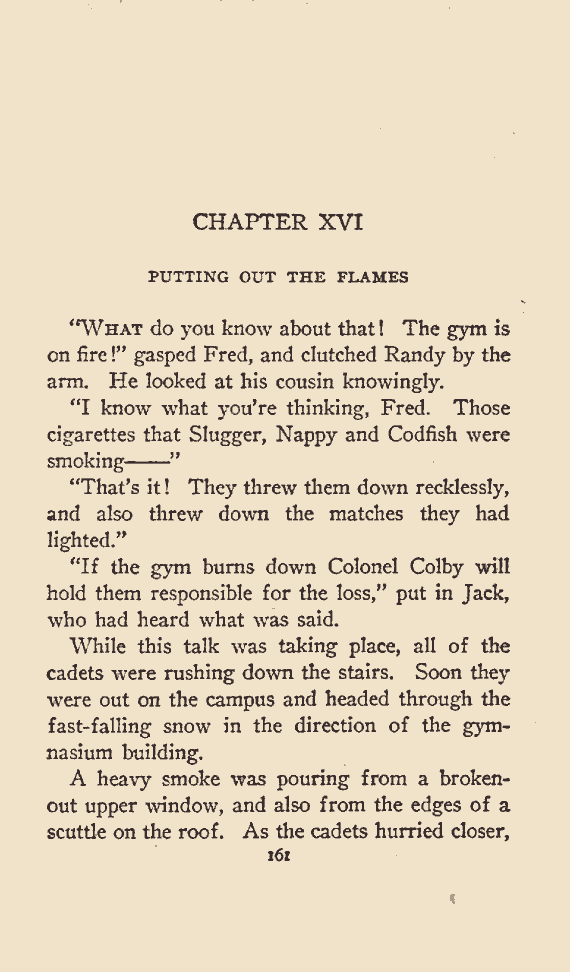 CHAPTER XVI
PUTTING OUT THE FLAMES
“WHAT do you know about that! The gym is
on fire!” gasped Fred, and clutched Randy by the
arm. He looked at his cousin knowingly.
“I know what you're thinking, Fred. Those
cigarettes that Slugger, Nappy and Codfish were
smoking——”
“That's it! They threw them down recklessly,
and also threw down the matches they had
lighted.”
“If the gym burns down Colonel Colby will
hold them responsible for the loss,” put in Jack,
who had heard what was said.
While this talk was taking place, all of the
cadets were rushing down the stairs. Soon they
were out on the campus and headed through the
fast-falling snow in the direction of the gym-
nasium building.
A heavy smoke was pouring from a broken-
out upper window, and also from the edges of a
scuttle on the roof. As the cadets hurried closer,
161